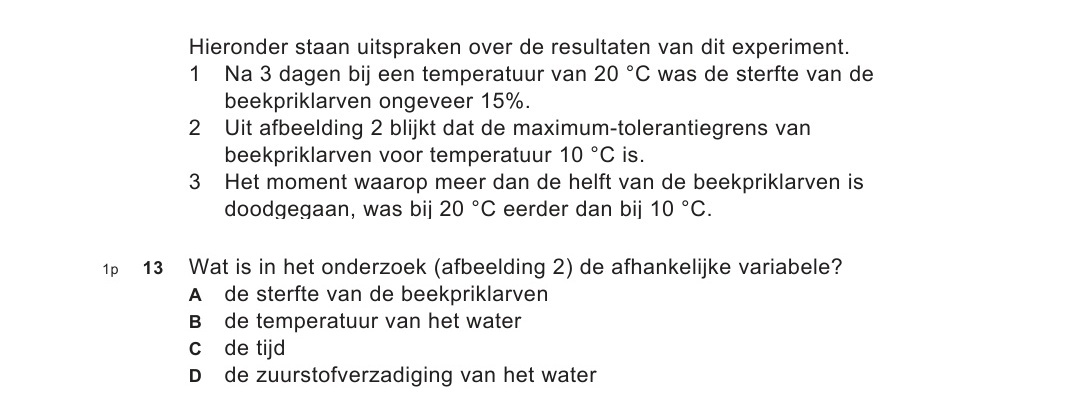 Hieronder staan uitspraken over de resultaten van dit experiment.
1 Na 3 dagen bij een temperatuur van 20 °C was de sterfte van de
beekpriklarven ongeveer 15%.
2 Uit afbeelding 2 blijkt dat de maximum-tolerantiegrens van
beekpriklarven voor temperatuur 10 °C is.
3 Het moment waarop meer dan de helft van de beekpriklarven is
doodgegaan, was bij 20 °C eerder dan bij 10 °C.
1p 13 Wat is in het onderzoek (afbeelding 2) de afhankelijke variabele?
A de sterfte van de beekpriklarven
B de temperatuur van het water
C de tijd
D de zuurstofverzadiging van het water